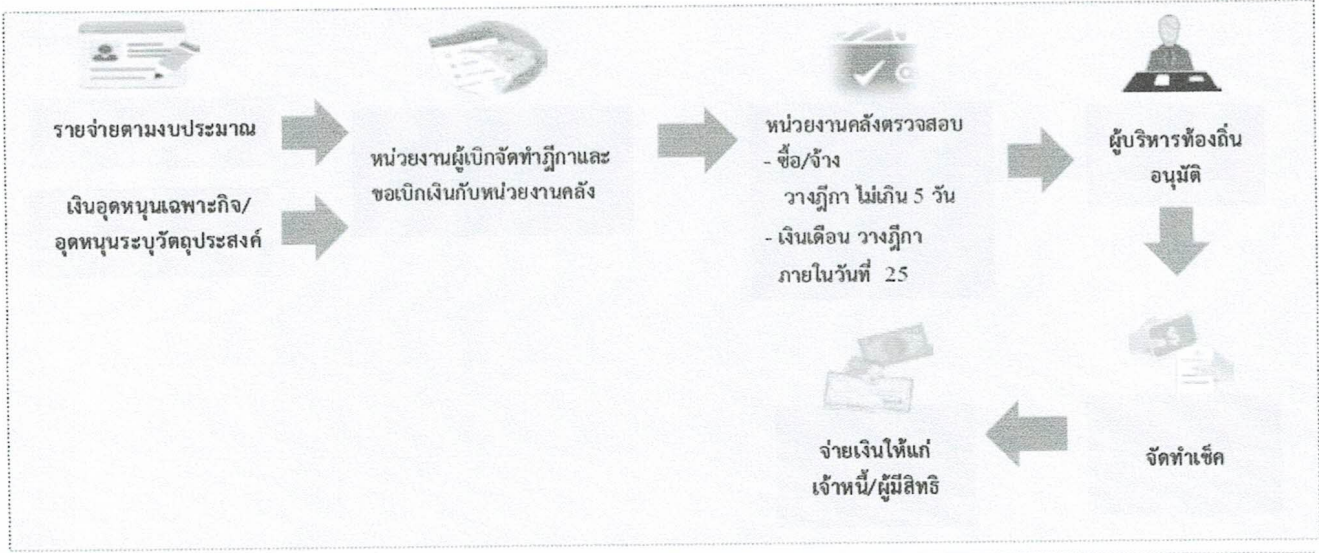 รายจ่ายตามงบประมาณ
เงินอุดหนุนเฉพาะกิจ/
อุดหนุนระบุวัตถุประสงค์
หน่วยงานผู้เบิกจัดทำฎีกาและ
ขอเบิกเงินกับหน่วยงานคลัง
หน่วยงานคลังตรวจสอบ
- ซื้อ/จ้าง
วางฎีกา ไม่เกิน 5 วัน
- เงินเดือน วางฎีกา
ภายในวันที่ 25
ผู้บริหารท้องถิ่น
อนุมัติ
จัดทำเช็ค
จ่ายเงินให้แก่
เจ้าหนี้/ผู้มีสิทธิ